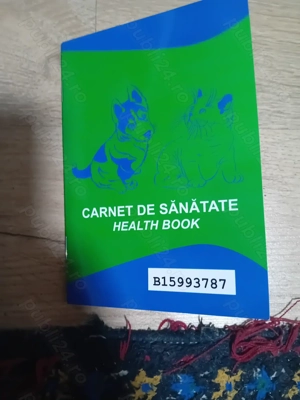 CARNET DE SĂNĂTATE
HEALTH BOOK
B15993787